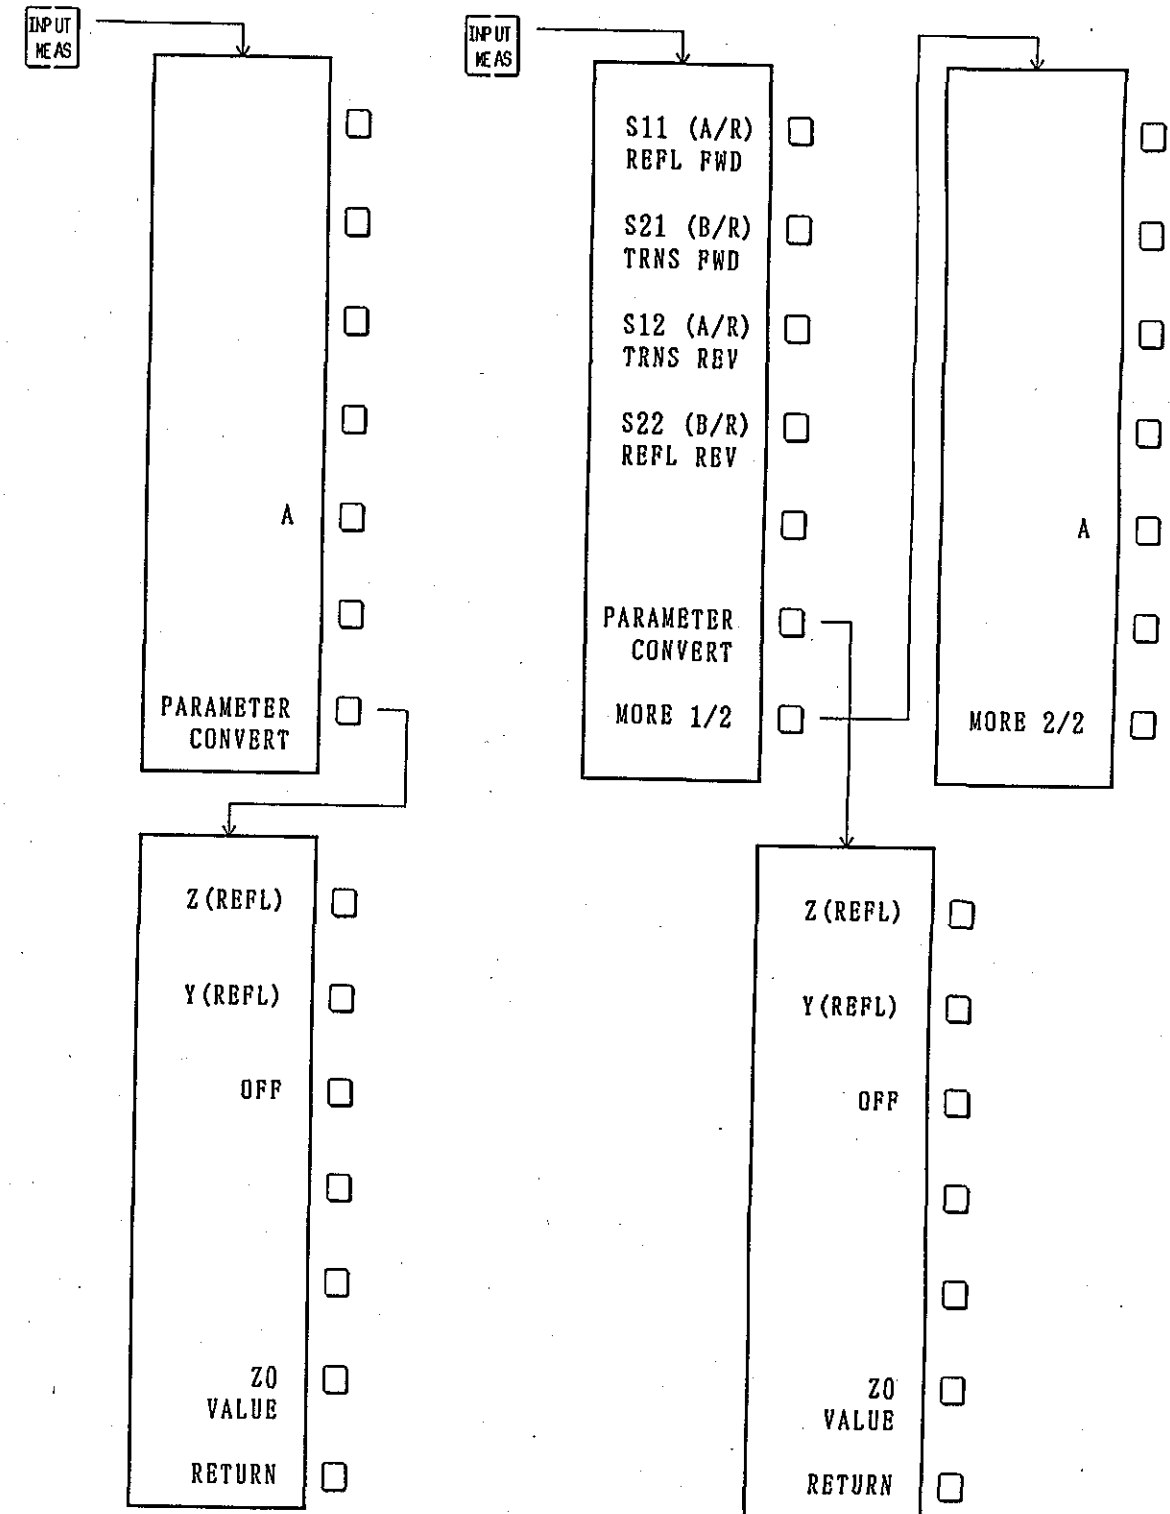 INPUT
MEAS
A
PARAMETER
CONVERT
Z(REFL)
Y(REFL)
OFF
Z0
VALUE
RETURN
INPUT
MEAS
S11 (A/R)
REFL FWD
S21 (B/R)
TRNS FWD
S12 (A/R)
TRNS REV
S22 (B/R)
REFL REV
PARAMETER
CONVERT
MORE 1/2
A
MORE 2/2
Z(REFL)
Y(REFL)
OFF
Z0
VALUE
RETURN